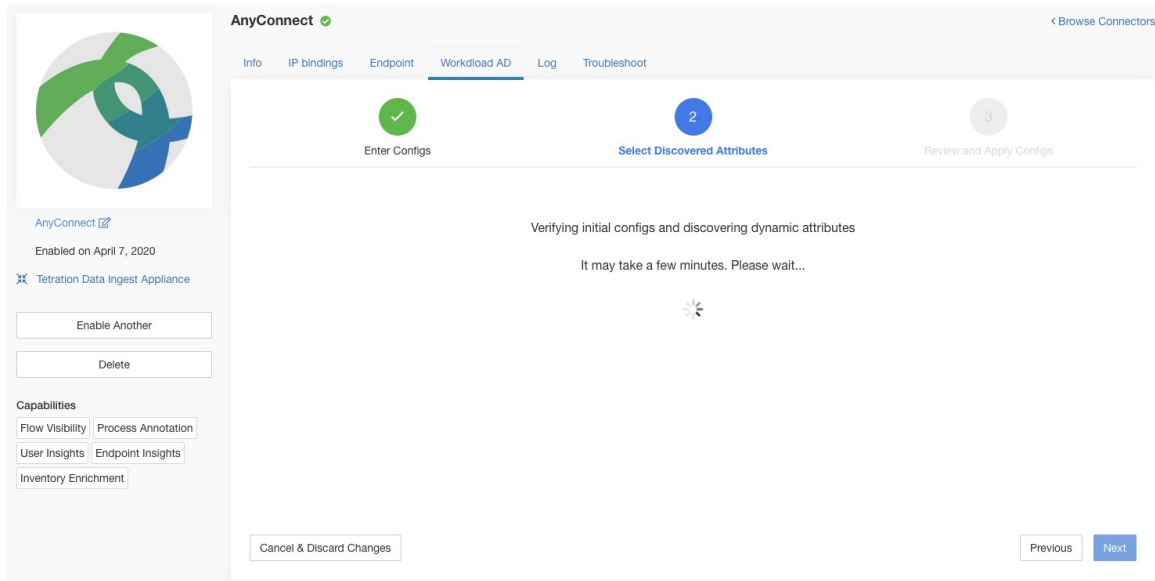 AnyConnect
< Browse Connectors
Info IP bindings Endpoint Workdload AD Log Troubleshoot
2
3
Enter Configs
Select Discovered Attributes
Review and Apply Configs
Verifying initial configs and discovering dynamic attributes
It may take a few minutes. Please wait...
AnyConnect
Enabled on April 7, 2020
Tetration Data Ingest Appliance
Enable Another
Delete
Capabilities
Flow Visibility Process Annotation
User Insights Endpoint Insights
Inventory Enrichment
Cancel & Discard Changes
Previous Next